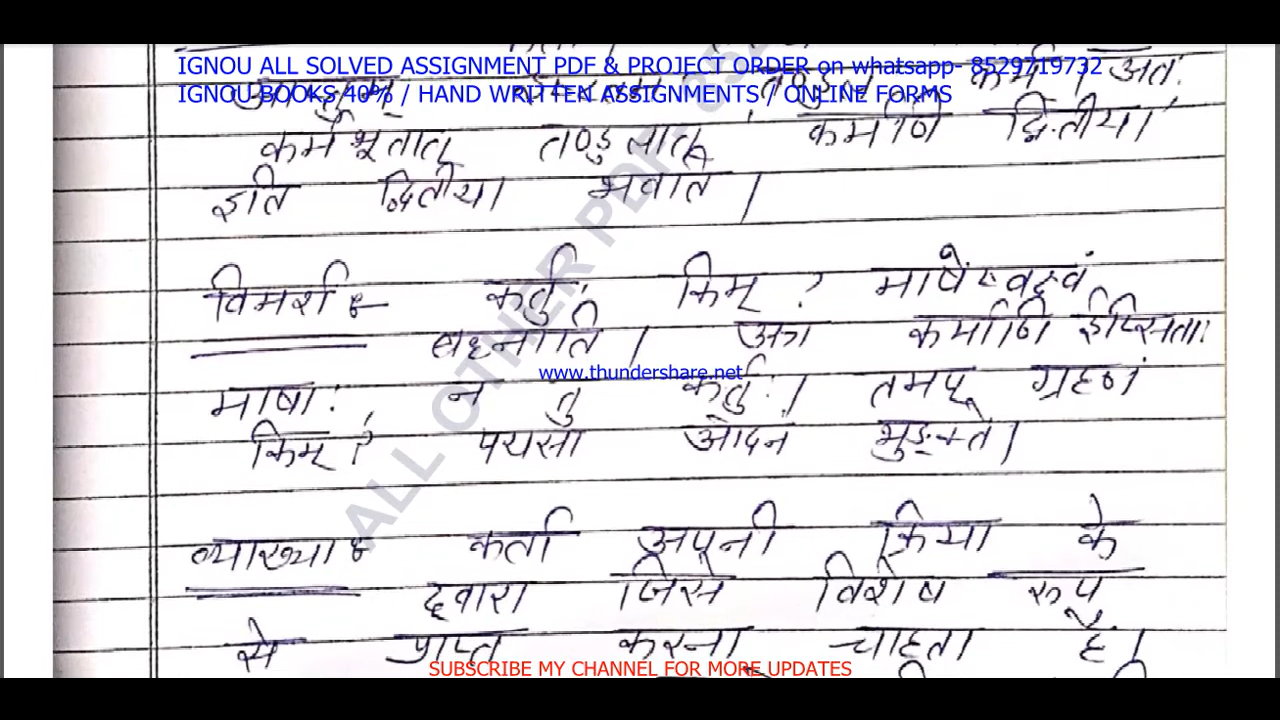 IGNOU ALL SOLVED ASSIGNMENT PDF & PROJECT ORDER on whatsapp- 8529719732
कर्म, अतः
IGNOU BOOKS 40% / HAND WRITTEN ASSIGNMENTS / ONLINE FORMS
कर्मभूतात् तण्डुलात् 'कर्मणि द्वितीया'
इति द्वितीया भवति।
विमर्श :- कर्तुः किम् ? माषेष्वश्वं
बध्नाति। अत्र कर्माणि ईप्सिता:
www.thundershare.net
माषाः, न तु कर्तुः। तमप् ग्रहणं
किम् ? पयसा ओदनं भुङ्क्ते।
व्याख्या :- कर्ता अपनी क्रिया के
द्वारा जिसे विशेष रूप
से प्राप्त करना चाहता है।
SUBSCRIBE MY CHANNEL FOR MORE UPDATES